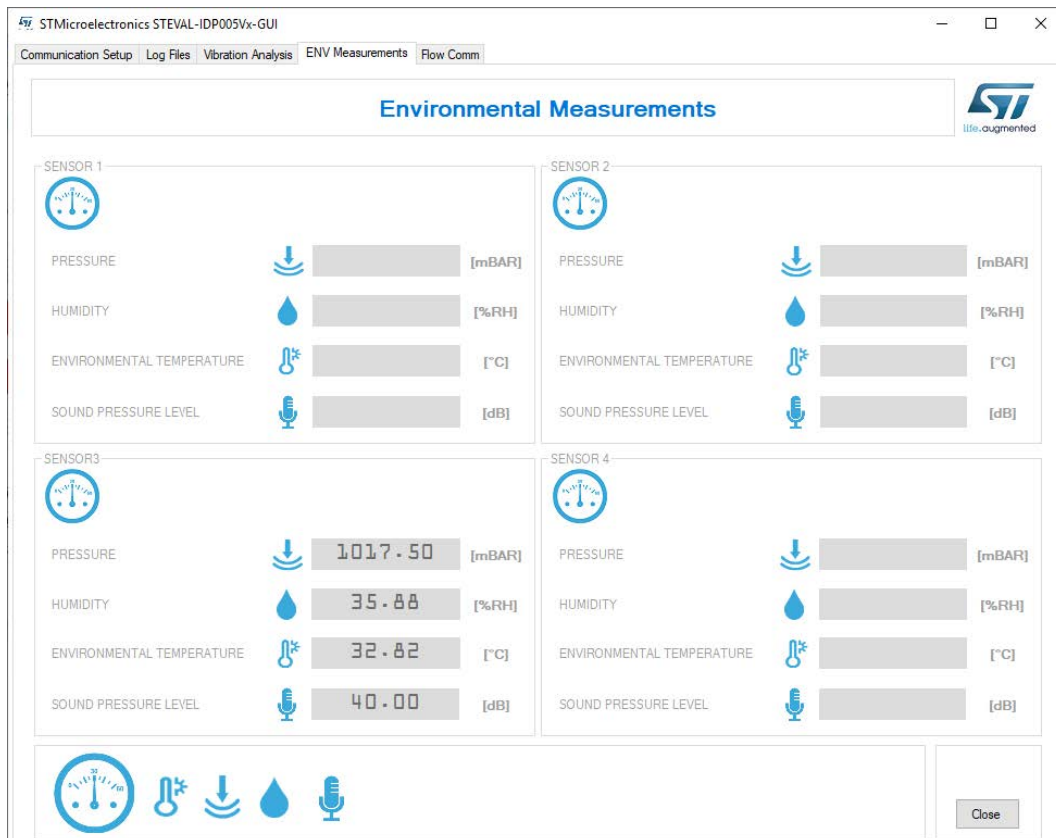 STMicroelectronics STEVAL-IDP005Vx-GUI
Communication Setup Log Files Vibration Analysis ENV Measurements Flow Comm
Environmental Measurements
ST
life.augmented
SENSOR 1
PRESSURE [mBAR]
HUMIDITY [%RH]
ENVIRONMENTAL TEMPERATURE [°C]
SOUND PRESSURE LEVEL [dB]
SENSOR 2
PRESSURE [mBAR]
HUMIDITY [%RH]
ENVIRONMENTAL TEMPERATURE [°C]
SOUND PRESSURE LEVEL [dB]
SENSOR3
PRESSURE 1017.50 [mBAR]
HUMIDITY 35.88 [%RH]
ENVIRONMENTAL TEMPERATURE 32.82 [°C]
SOUND PRESSURE LEVEL 40.00 [dB]
SENSOR 4
PRESSURE [mBAR]
HUMIDITY [%RH]
ENVIRONMENTAL TEMPERATURE [°C]
SOUND PRESSURE LEVEL [dB]
Close